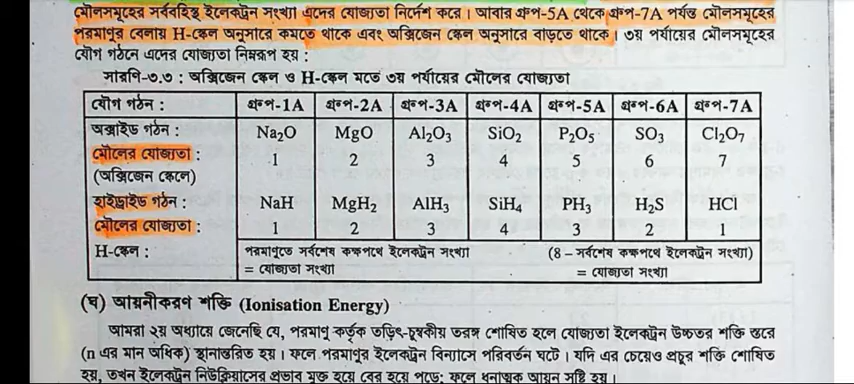 মৌলসমূহের সর্ববহিস্থ ইলেকট্রন সংখ্যা এদের যোজ্যতা নির্দেশ করে। আবার গ্রুপ-5A থেকে গ্রুপ-7A পর্যন্ত মৌলসমূহের
পরমাণুর বেলায় H-স্কেল অনুসারে কমতে থাকে এবং অক্সিজেন স্কেল অনুসারে বাড়তে থাকে। ৩য় পর্যায়ের মৌলসমূহের
যৌগ গঠনে এদের যোজ্যতা নিম্নরূপ হয় :
সারণি-৩.৩ : অক্সিজেন স্কেল ও H-স্কেল মতে ৩য় পর্যায়ের মৌলের যোজ্যতা
যৌগ গঠন : গ্রুপ-1A গ্রুপ-2A গ্রুপ-3A গ্রুপ-4A গ্রুপ-5A গ্রুপ-6A গ্রুপ-7A
অক্সাইড গঠন : Na₂O MgO Al₂O₃ SiO₂ P₂O₅ SO₃ Cl₂O₇
মৌলের যোজ্যতা : 1 2 3 4 5 6 7
(অক্সিজেন স্কেলে)
হাইড্রাইড গঠন : NaH MgH₂ AlH₃ SiH₄ PH₃ H₂S HCl
মৌলের যোজ্যতা : 1 2 3 4 3 2 1
H-স্কেল : পরমাণুতে সর্বশেষ কক্ষপথে ইলেকট্রন সংখ্যা (8 – সর্বশেষ কক্ষপথে ইলেকট্রন সংখ্যা)
= যোজ্যতা সংখ্যা = যোজ্যতা সংখ্যা
(ঘ) আয়নীকরণ শক্তি (Ionisation Energy)
আমরা ২য় অধ্যায়ে জেনেছি যে, পরমাণু কর্তৃক তড়িৎ-চুম্বকীয় তরঙ্গ শোষিত হলে যোজ্যতা ইলেকট্রন উচ্চতর শক্তি স্তরে
(n এর মান অধিক) স্থানান্তরিত হয়। ফলে পরমাণুর ইলেকট্রন বিন্যাসে পরিবর্তন ঘটে। যদি এর চেয়েও প্রচুর শক্তি শোষিত
হয়, তখন ইলেকট্রন নিউক্লিয়াসের প্রভাব মুক্ত হয়ে বের হয়ে পড়ে; ফলে ধনাত্মক আয়ন সৃষ্টি হয়।